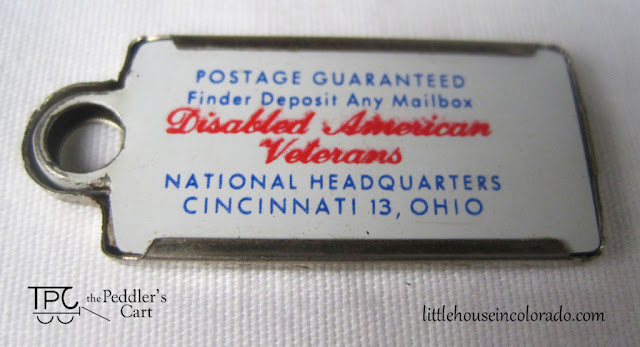 POSTAGE GUARANTEED
Finder Deposit Any Mailbox
Disabled American
Veterans
NATIONAL HEADQUARTERS
CINCINNATI 13, OHIO
TPC the Peddler's
Cart
littlehouseincolorado.com